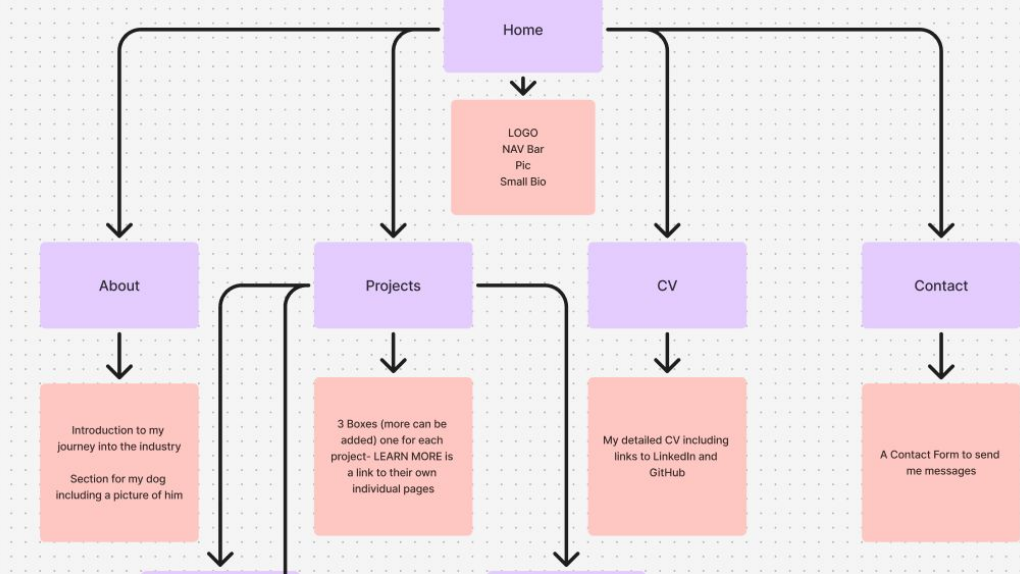 Home
LOGO
NAV Bar
Pic
Small Bio
About
Projects
CV
Contact
Introduction to my
journey into the industry
Section for my dog
including a picture of him
3 Boxes (more can be
added) one for each
project- LEARN MORE is
a link to their own
individual pages
My detailed CV including
links to LinkedIn and
GitHub
A Contact Form to send
me messages